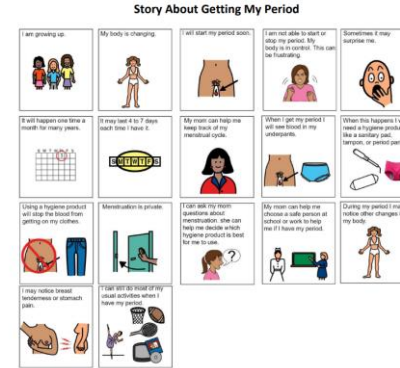 Story About Getting My Period
I am growing up.
My body is changing.
I will start my period soon.
I am not able to start or
stop my period. My
body is in control. This can
be frustrating.
Sometimes it may
surprise me.
It will happen one time a
month for many years.
It may last 4 to 7 days
each time I have it.
My mom can help me
keep track of my
menstrual cycle.
When I get my period I
will see blood in my
underpants.
When this happens I
need a hygiene
like a sanitary pad,
tampon, or period
Using a hygiene product
will stop the blood from
getting on my clothes.
Menstruation is private.
I can ask my mom
questions about
menstruation. she can
help me decide which
hygiene product is best
for me to use.
My mom can help me
choose a safe person at
school or work to help
me if I have my period.
During my period I
notice other changes
my body.
I may notice breast
tenderness or stomach
pain.
I can still do most of my
usual activities when I
have my period.
S M T W T F S
?